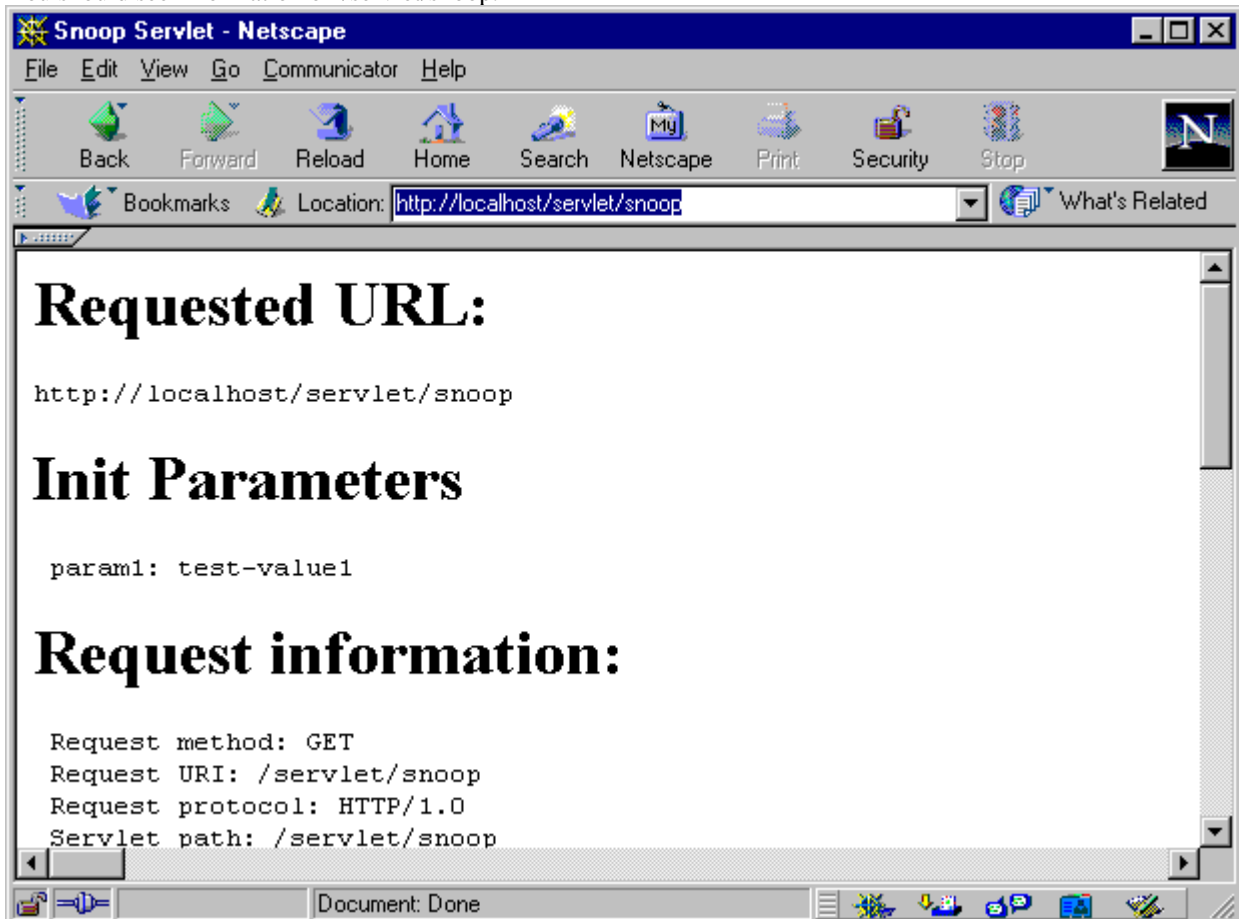 Snoop Servlet - Netscape
File Edit View Go Communicator Help
Back Forward Reload Home Search My Netscape Print Security Stop
N
Bookmarks Location: http://localhost/servlet/snoop What's Related
Requested URL:
http://localhost/servlet/snoop
Init Parameters
param1: test-value1
Request information:
Request method: GET
Request URI: /servlet/snoop
Request protocol: HTTP/1.0
Servlet path: /servlet/snoop
Document: Done